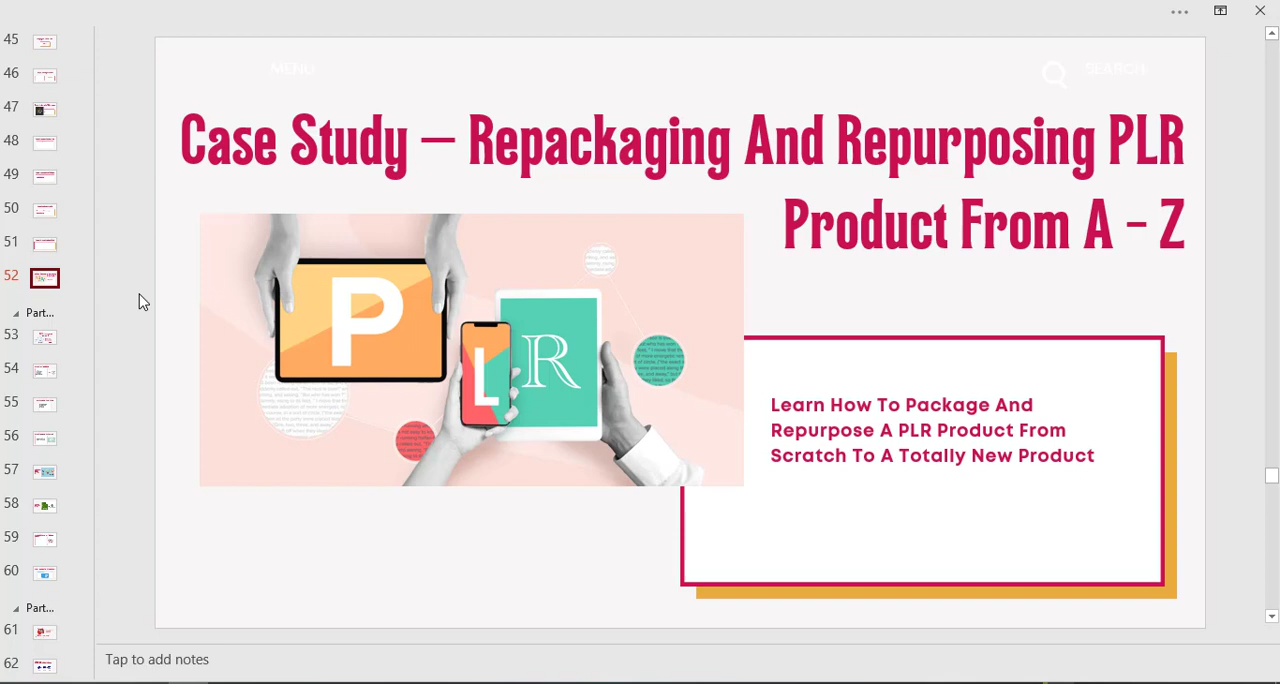 45
46
47
48
49
50
51
52
Part...
53
54
55
56
57
58
59
60
Part...
61
62
MENU
SEARCH
Case Study – Repackaging And Repurposing PLR
Product From A - Z
P
L
R
Learn How To Package And
Repurpose A PLR Product From
Scratch To A Totally New Product
Tap to add notes